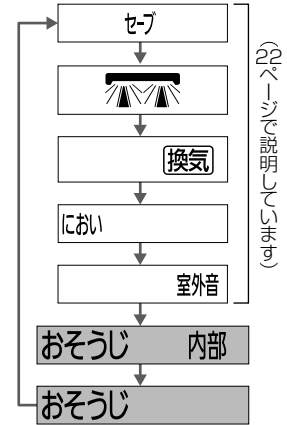 セーブ
換気
におい
室外音
おそうじ 内部
おそうじ
(22ページで説明しています)